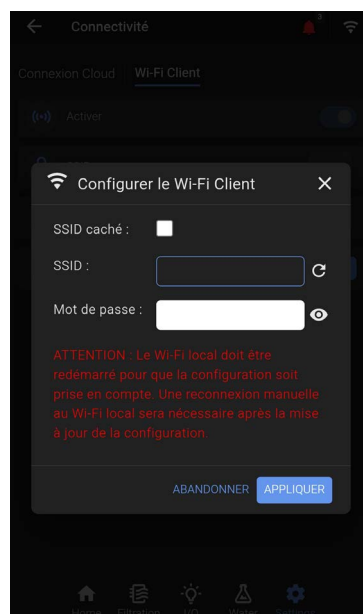 Connectivité
3
Connexion Cloud Wi-Fi Client
Activer
Configurer le Wi-Fi Client
SSID caché :
SSID :
Mot de passe :
ATTENTION : Le Wi-Fi local doit être
redémarré pour que la configuration soit
prise en compte. Une reconnexion manuelle
au Wi-Fi local sera nécessaire après la mise
à jour de la configuration.
ABANDONNER APPLIQUER
Home Filtration I/O Water Settings